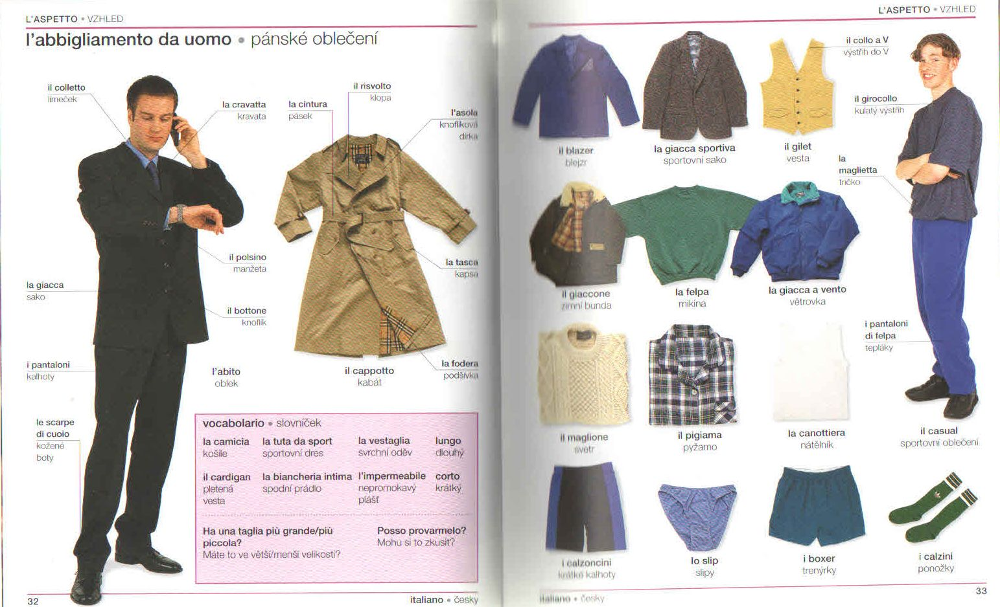 L'ASPETTO • VZHLED
l'abbigliamento da uomo • pánské oblečení
il colletto
límeček
la cravatta
kravata
la cintura
pásek
il risvolto
klopa
l'asola
knoflíková
dírka
il polsino
manžeta
la giacca
sako
il bottone
knoflík
la tasca
kapsa
i pantaloni
kalhoty
l'abito
oblek
il cappotto
kabát
la fodera
podšívka
le scarpe
di cuoio
kožené
boty
vocabolario • slovníček
la camicia
košile
la tuta da sport
sportovní dres
la vestaglia
svrchní oděv
lungo
dlouhý
il cardigan
pletená
vesta
la biancheria intima
spodní prádlo
l'impermeabile
nepromokavý
plášť
corto
krátký
Ha una taglia più grande/più
piccola?
Máte to ve větší/menší velikosti?
Posso provarmelo?
Mohu si to zkusit?
32
italiano • česky
L'ASPETTO • VZHLED
il blazer
blejzr
la giacca sportiva
sportovní sako
il gilet
vesta
il collo a V
výstřih do V
il girocollo
kulatý výstřih
la
maglietta
tričko
il giaccone
zimní bunda
la felpa
mikina
la giacca a vento
větrovka
i pantaloni
di felpa
tepláky
il maglione
svetr
il pigiama
pyžamo
la canottiera
nátělník
il casual
sportovní oblečení
i calzoncini
krátké kalhoty
lo slip
slipy
i boxer
trenýrky
i calzini
ponožky
italiano • česky
33